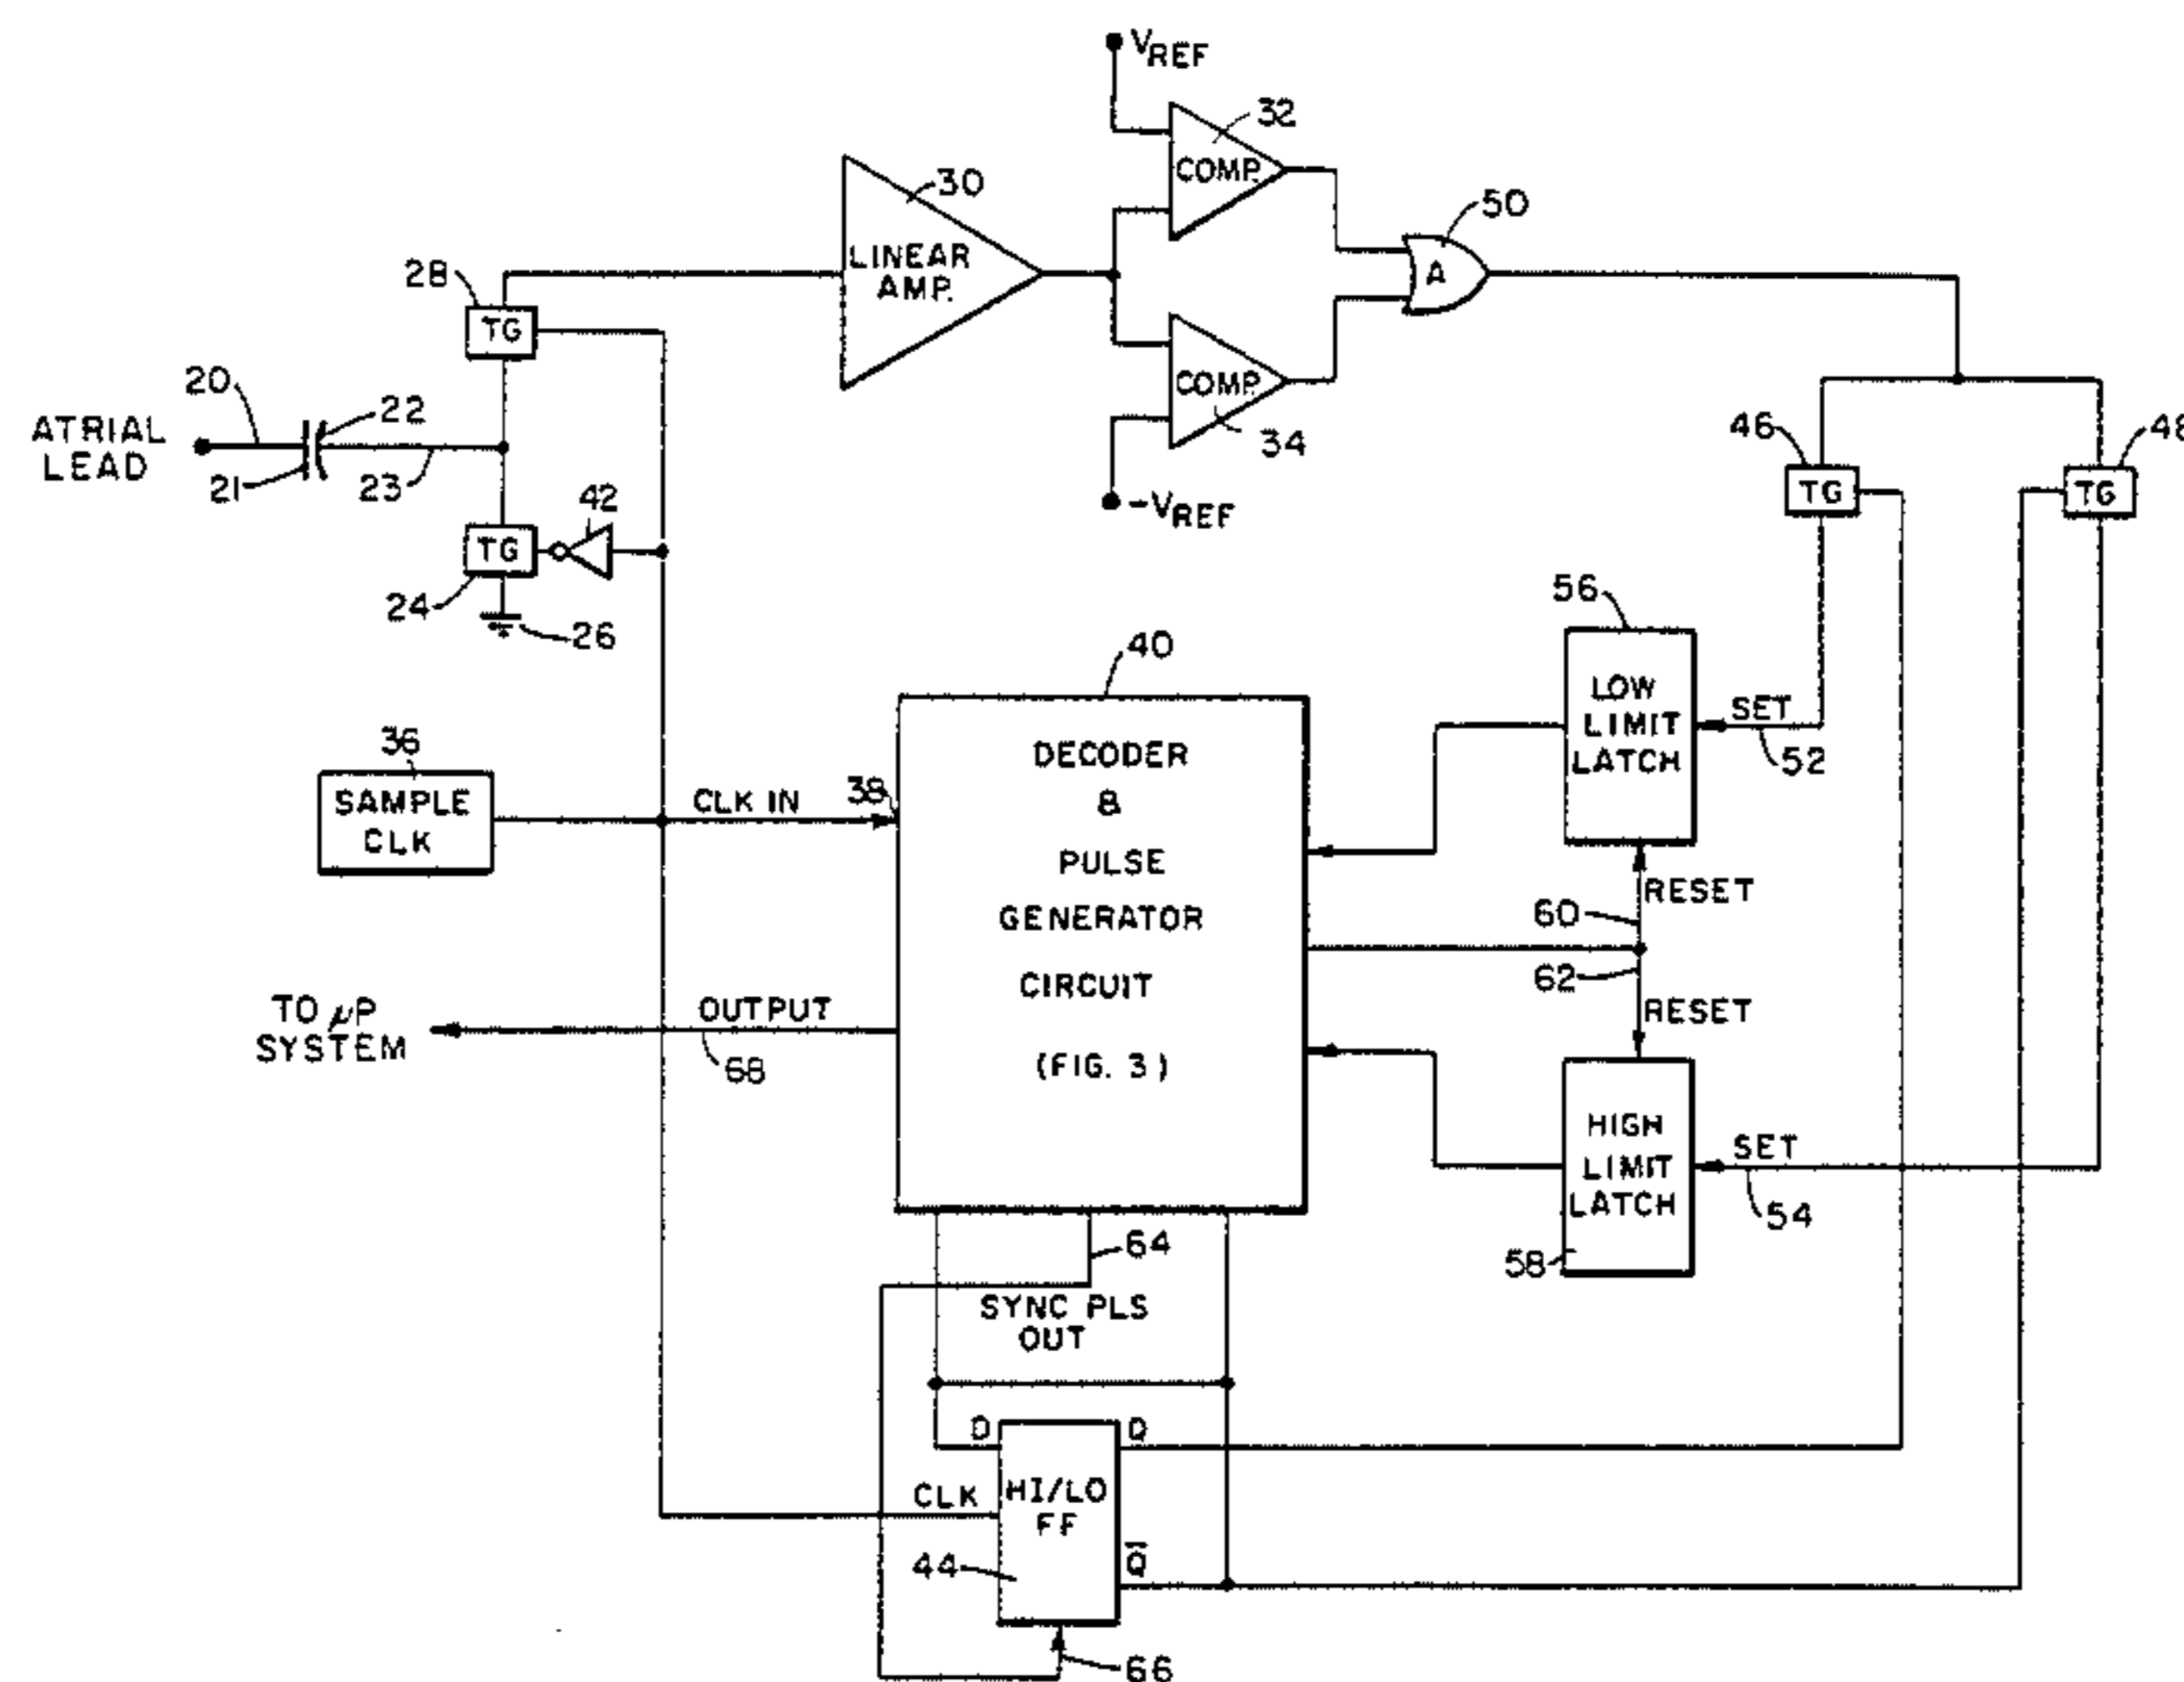 VREF
32
COMP.
30
LINEAR
AMP.
50
A
28
TG
20
22
ATRIAL
LEAD
21
23
COMP.
34
-VREF
46
TG
48
TG
42
TG
24
26
56
LOW
LIMIT
LATCH
SET
52
40
DECODER
&
PULSE
GENERATOR
CIRCUIT
(FIG. 3)
36
SAMPLE
CLK
CLK IN
38
RESET
60
62
RESET
TO μP
SYSTEM
OUTPUT
68
HIGH
LIMIT
LATCH
SET
54
58
64
SYNC PLS
OUT
D
Q
CLK
HI/LO
FF
44
Q̅
66